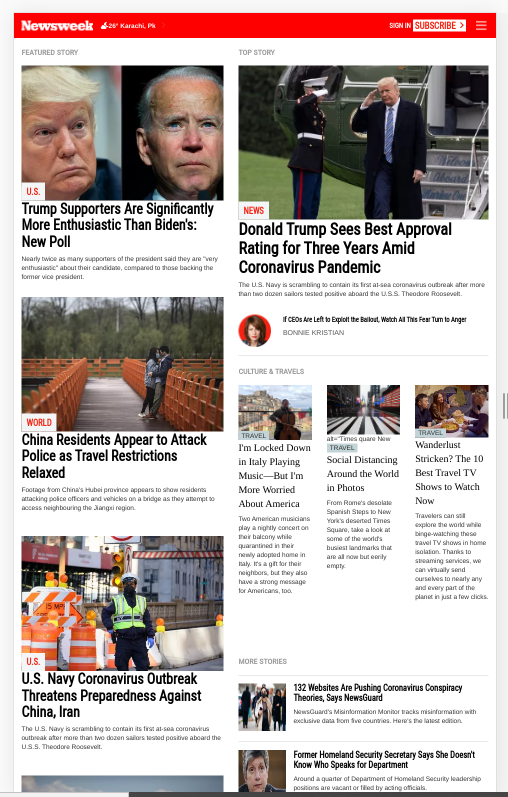 Newsweek
-26° Karachi, Pk
SIGN IN
SUBSCRIBE >
FEATURED STORY
U.S.
Trump Supporters Are Significantly
More Enthusiastic Than Biden's:
New Poll
Nearly twice as many supporters of the president said they are "very
enthusiastic" about their candidate, compared to those backing the
former vice president.
WORLD
China Residents Appear to Attack
Police as Travel Restrictions
Relaxed
Footage from China's Hubei province appears to show residents
attacking police officers and vehicles on a bridge as they attempt to
access neighboring the Jiangxi region.
15 MPH
U.S.
U.S. Navy Coronavirus Outbreak
Threatens Preparedness Against
China, Iran
The U.S. Navy is scrambling to contain its first at-sea coronavirus
outbreak after more than two dozen sailors tested positive aboard the
U.S.S. Theodore Roosevelt.
TOP STORY
NEWS
Donald Trump Sees Best Approval
Rating for Three Years Amid
Coronavirus Pandemic
The U.S. Navy is scrambling to contain its first at-sea coronavirus outbreak after more
than two dozen sailors tested positive aboard the U.S.S. Theodore Roosevelt.
If CEOs Are Left to Exploit the Bailout, Watch All This Fear Turn to Anger
BONNIE KRISTIAN
CULTURE & TRAVELS
TRAVEL
I'm Locked Down
in Italy Playing
Music—But I'm
More Worried
About America
Two American musicians
play a nightly concert on
their balcony while
quarantined in their
newly adopted home in
Italy. It's a gift for their
neighbors, but they also
have a strong message
for Americans, too.
alt="Times quare New
TRAVEL
Social Distancing
Around the World
in Photos
From Rome's desolate
Spanish Steps to New
York's deserted Times
Square, take a look at
some of the world's
busiest landmarks that
are all now but eerily
empty.
TRAVEL
Wanderlust
Stricken? The 10
Best Travel TV
Shows to Watch
Now
Travelers can still
explore the world while
binge-watching these
travel TV shows in home
isolation. Thanks to
streaming services, we
can virtually send
ourselves to nearly any
and every part of the
planet in just a few clicks.
MORE STORIES
132 Websites Are Pushing Coronavirus Conspiracy
Theories, Says NewsGuard
NewsGuard's Misinformation Monitor tracks misinformation with
exclusive data from five countries. Here's the latest edition.
Former Homeland Security Secretary Says She Doesn't
Know Who Speaks for Department
Around a quarter of Department of Homeland Security leadership
positions are vacant or filled by acting officials.